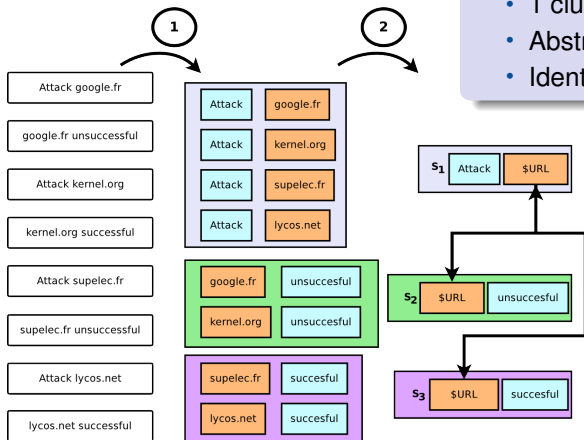 1
2
Abstr
Ident
Attack google.fr
google.fr unsuccessful
Attack kernel.org
kernel.org successful
Attack supelec.fr
supelec.fr unsuccessful
Attack lycos.net
lycos.net successful
Attack google.fr
Attack kernel.org
Attack supelec.fr
Attack lycos.net
google.fr unsuccesful
kernel.org unsuccesful
supelec.fr succesful
lycos.net succesful
S1 Attack $URL
S2 $URL unsuccesful
S3 $URL succesful